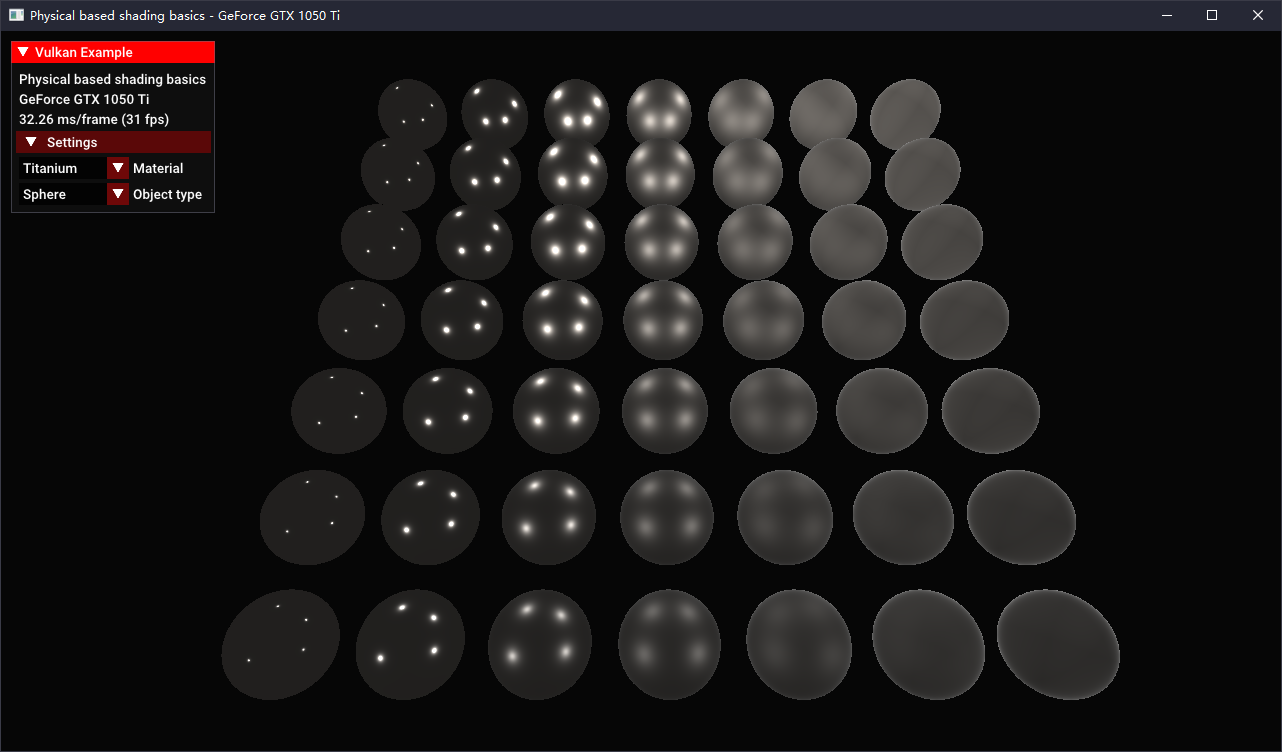 Physical based shading basics - GeForce GTX 1050 Ti
Vulkan Example
Physical based shading basics
GeForce GTX 1050 Ti
32.26 ms/frame (31 fps)
Settings
Titanium Material
Sphere Object type